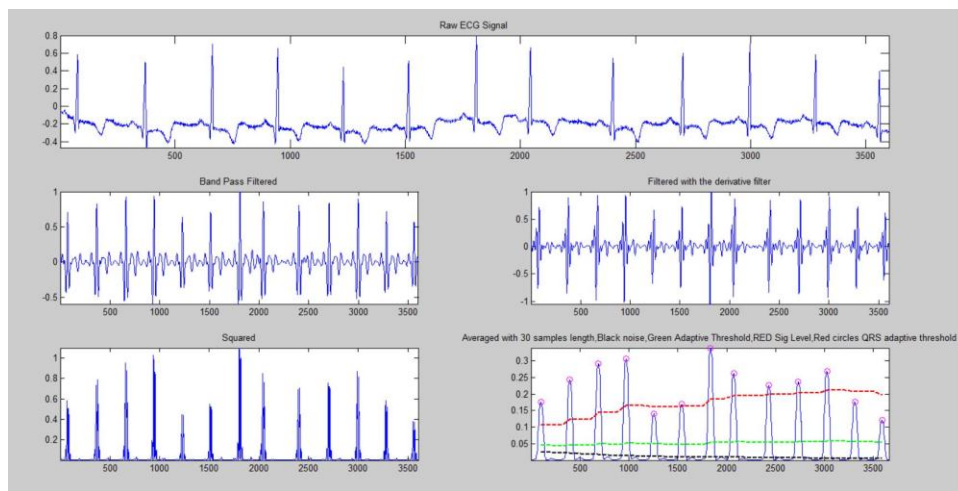 Raw ECG Signal
0.8
0.6
0.4
0.2
0
-0.2
-0.4
500 1000 1500 2000 2500 3000 3500
Band Pass Filtered
1
0.5
0
-0.5
500 1000 1500 2000 2500 3000 3500
Filtered with the derivative filter
1
0.5
0
-0.5
-1
500 1000 1500 2000 2500 3000 3500
Squared
1
0.8
0.6
0.4
0.2
500 1000 1500 2000 2500 3000 3500
Averaged with 30 samples length,Black noise,Green Adaptive Threshold,RED Sig Level,Red circles QRS adaptive threshold
0.3
0.25
0.2
0.15
0.1
0.05
500 1000 1500 2000 2500 3000 3500